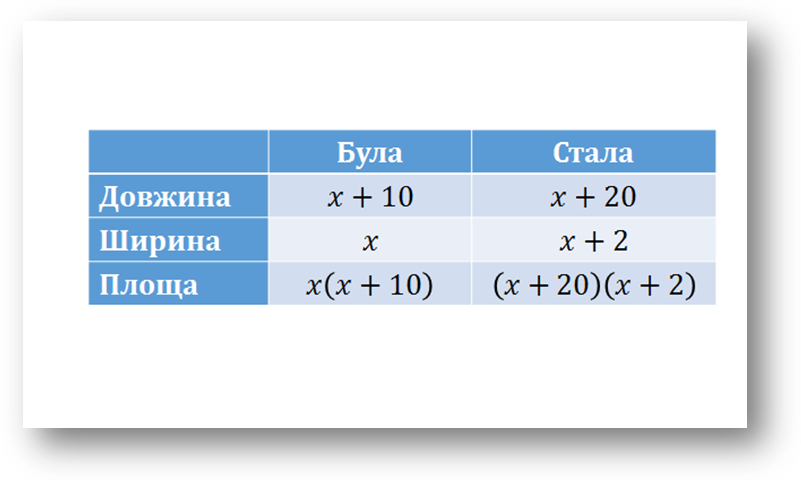 Була Стала
Довжина x + 10 x + 20
Ширина x x + 2
Площа x(x + 10) (x + 20)(x + 2)